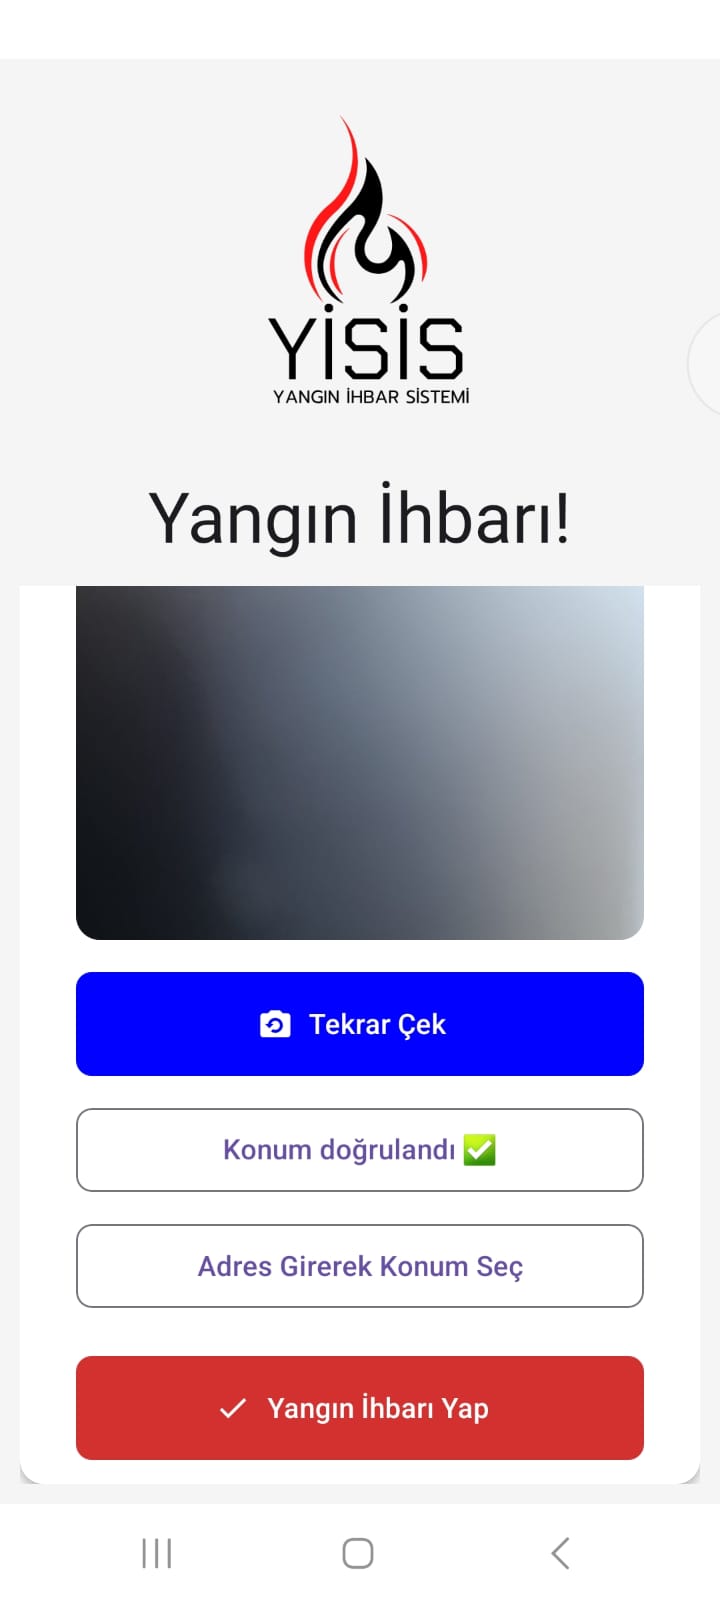 YİSİS
YANGIN İHBAR SİSTEMİ
Yangın İhbarı!
Tekrar Çek
Konum doğrulandı ✅
Adres Girerek Konum Seç
Yangın İhbarı Yap